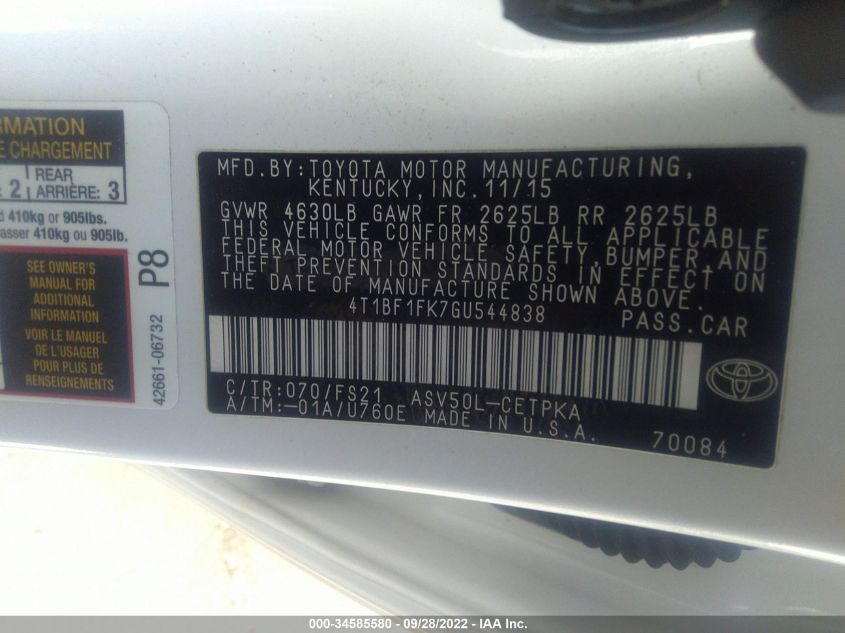 RMATION
E CHARGEMENT
: 2 REAR ARRIÈRE: 3
d 410kg or 905lbs.
asser 410kg ou 905lb.
SEE OWNER'S
MANUAL FOR
ADDITIONAL
INFORMATION
VOIR LE MANUEL
DE L'USAGER
POUR PLUS DE
RENSEIGNEMENTS
P8
42661-06732
MFD.BY:TOYOTA MOTOR MANUFACTURING,
KENTUCKY, INC. 11/15
GVWR 4630LB GAWR FR 2625LB RR 2625LB
THIS VEHICLE CONFORMS TO ALL APPLICABLE
FEDERAL MOTOR VEHICLE SAFETY,BUMPER,AND
THEFT PREVENTION STANDARDS IN EFFECT ON
THE DATE OF MANUFACTURE SHOWN ABOVE.
4T1BF1FK7GU544838 PASS.CAR
C/TR:070/FS21 ASV50L-CETPKA
A/TM:-01A/U760E MADE IN U.S.A.
70084
000-34585580 - 09/28/2022 - IAA Inc.